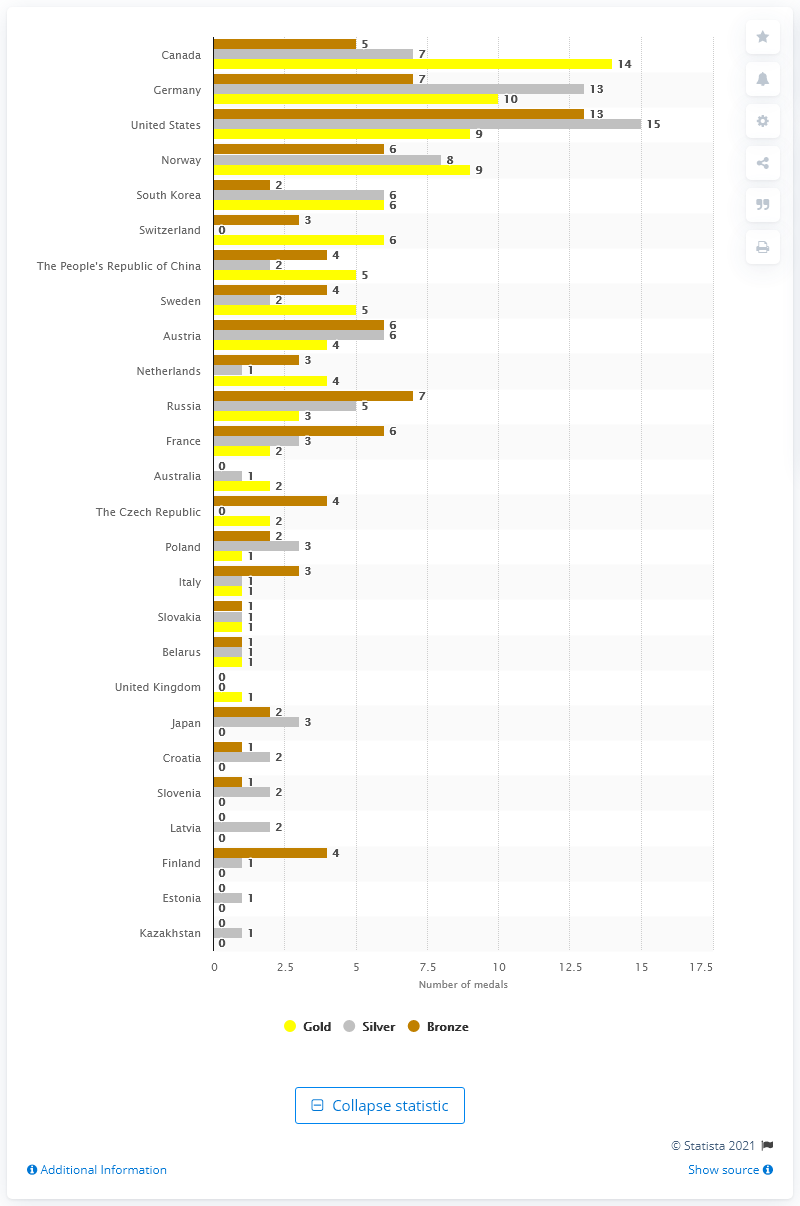 Canada 5
7
14
Germany 7
13
10
United States 13
15
9
Norway 6
8
9
South Korea 2
6
6
Switzerland 3
0
6
The People's Republic of China 4
2
5
Sweden 4
2
5
Austria 6
6
4
Netherlands 3
1
4
Russia 7
5
3
France 6
3
2
Australia 0
1
2
The Czech Republic 4
0
2
Poland 2
3
1
Italy 3
1
1
Slovakia 1
1
1
Belarus 1
1
1
United Kingdom 0
0
1
Japan 2
3
0
Croatia 1
2
0
Slovenia 1
2
0
Latvia 0
2
0
Finland 4
1
0
Estonia 0
1
0
Kazakhstan 0
1
0
0 2.5 5 7.5 10 12.5 15 17.5
Number of medals
Gold Silver Bronze
Collapse statistic
© Statista 2021
Additional Information Show source